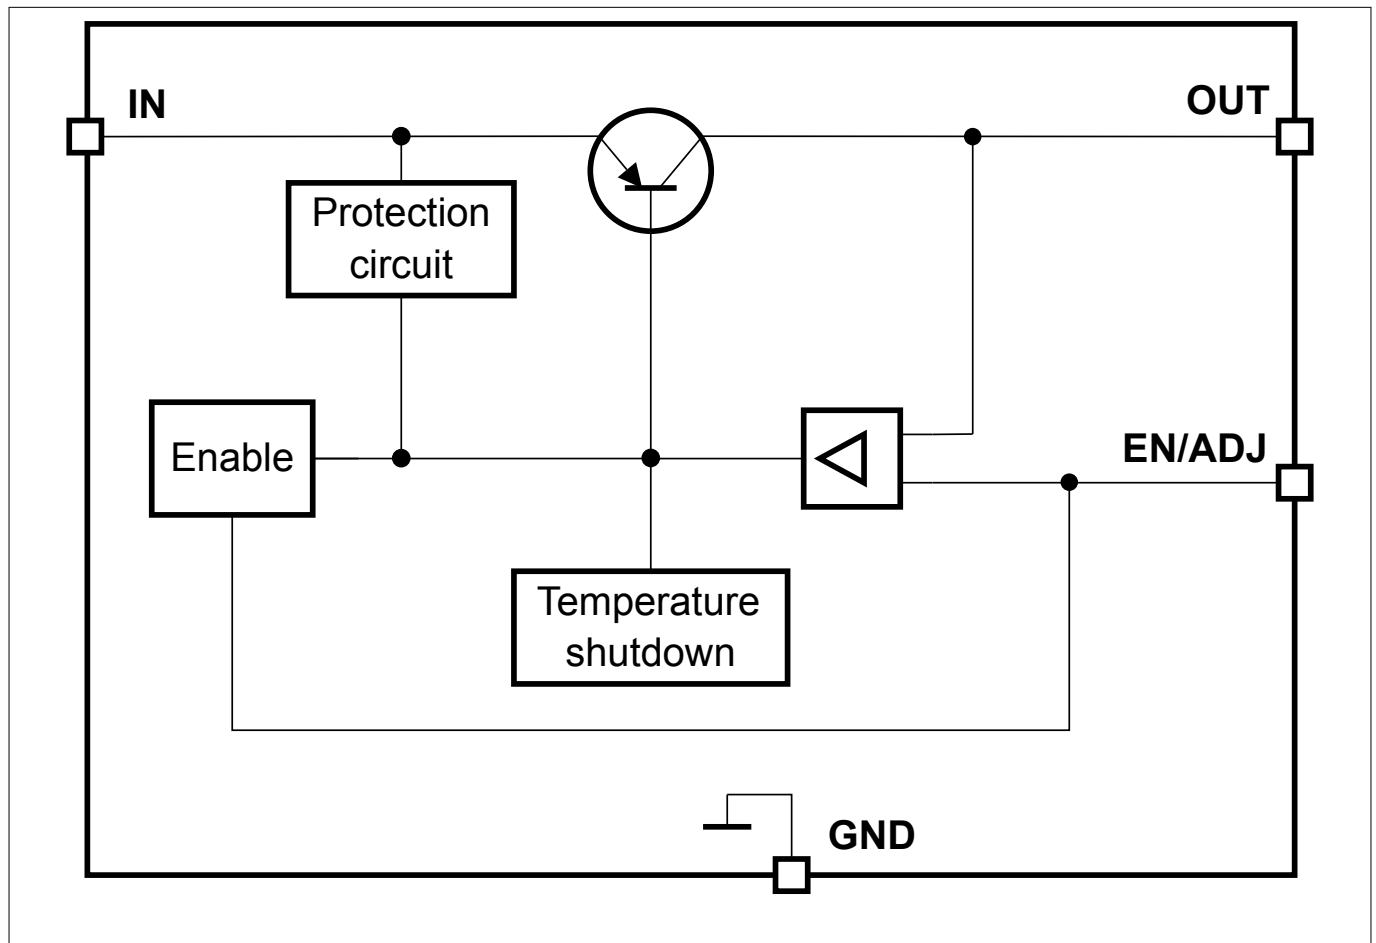 IN
OUT
Protection
circuit
Enable
EN/ADJ
Temperature
shutdown
GND